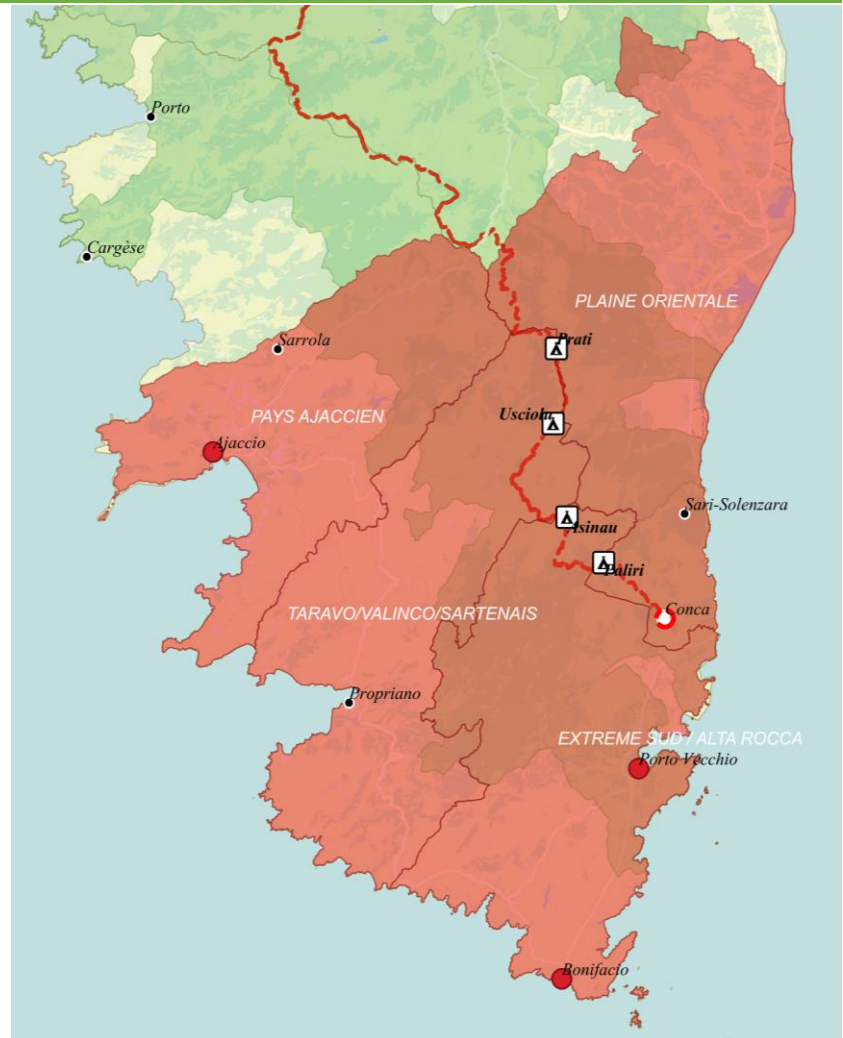 Porto
Cargèse
PLAINE ORIENTALE
Prati
Sarrola
PAYS AJACCIEN
Usciolu
Ajaccio
Sari-Solenzara
Asinau
Paliri
Conca
TARAVO/VALINCO/SARTENAIS
Propriano
EXTREME SUD / ALTA ROCCA
Porto Vecchio
Bonifacio